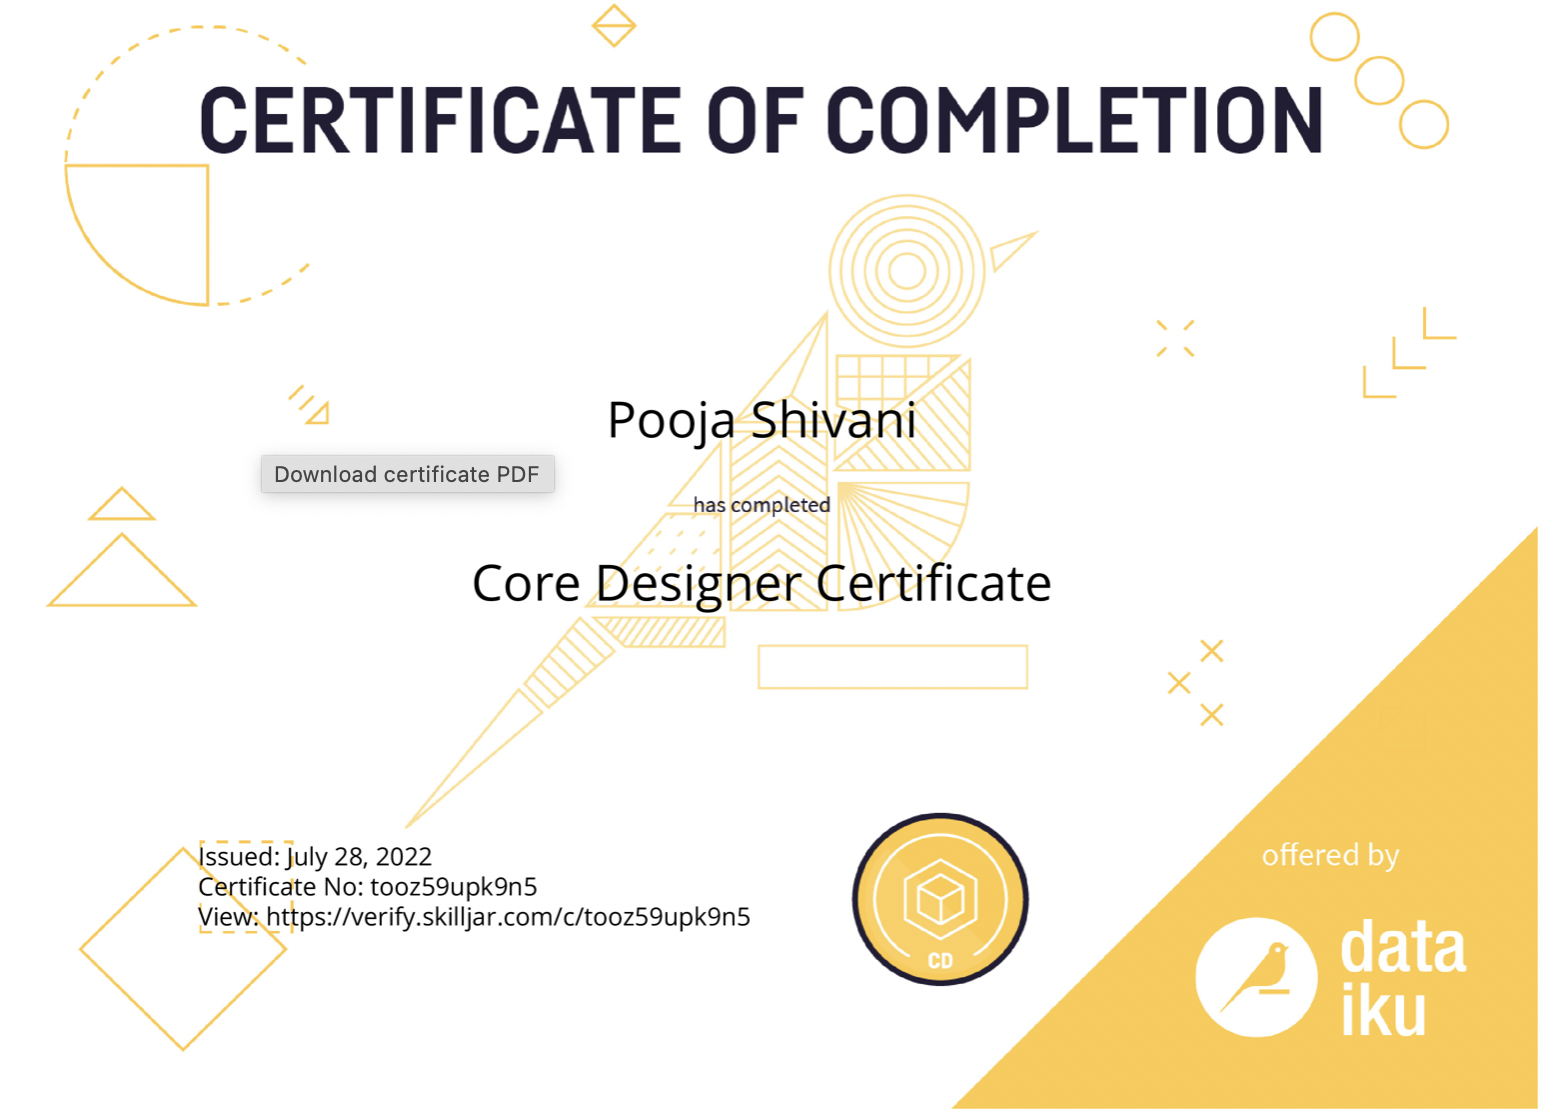 CERTIFICATE OF COMPLETION
Pooja Shivani
Download certificate PDF
has completed
Core Designer Certificate
Issued: July 28, 2022
Certificate No: tooz59upk9n5
View: https://verify.skilljar.com/c/tooz59upk9n5
CD
offered by
data
iku